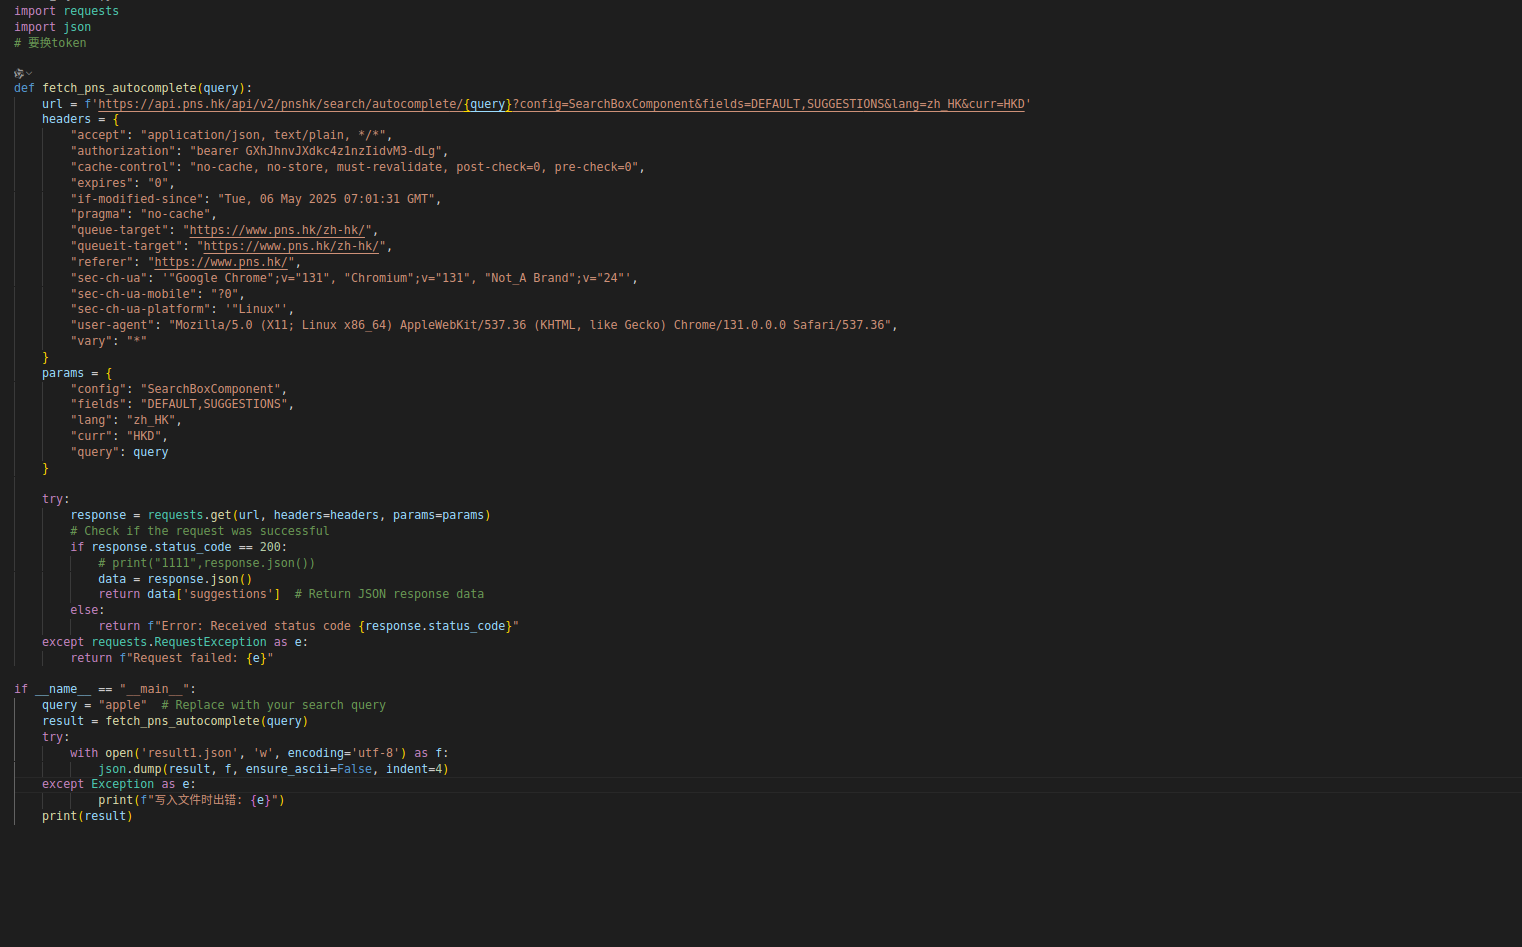 import requests
import json
# 要换token
def fetch_pns_autocomplete(query):
url = f'https://api.pns.hk/api/v2/pnshk/search/autocomplete/{query}?config=SearchBoxComponent&fields=DEFAULT,SUGGESTIONS&lang=zh_HK&curr=HKD'
headers = {
"accept": "application/json, text/plain, */*",
"authorization": "bearer GXhJhnvJXdkc4z1nzIidvM3-dLg",
"cache-control": "no-cache, no-store, must-revalidate, post-check=0, pre-check=0",
"expires": "0",
"if-modified-since": "Tue, 06 May 2025 07:01:31 GMT",
"pragma": "no-cache",
"queue-target": "https://www.pns.hk/zh-hk/",
"queueit-target": "https://www.pns.hk/zh-hk/",
"referer": "https://www.pns.hk/",
"sec-ch-ua": '"Google Chrome";v="131", "Chromium";v="131", "Not_A Brand";v="24"',
"sec-ch-ua-mobile": "?0",
"sec-ch-ua-platform": '"Linux"',
"user-agent": "Mozilla/5.0 (X11; Linux x86_64) AppleWebKit/537.36 (KHTML, like Gecko) Chrome/131.0.0.0 Safari/537.36",
"vary": "*"
}
params = {
"config": "SearchBoxComponent",
"fields": "DEFAULT,SUGGESTIONS",
"lang": "zh_HK",
"curr": "HKD",
"query": query
}
try:
response = requests.get(url, headers=headers, params=params)
# Check if the request was successful
if response.status_code == 200:
# print("1111",response.json())
data = response.json()
return data['suggestions']  # Return JSON response data
else:
return f"Error: Received status code {response.status_code}"
except requests.RequestException as e:
return f"Request failed: {e}"
if __name__ == "__main__":
query = "apple"  # Replace with your search query
result = fetch_pns_autocomplete(query)
try:
with open('result1.json', 'w', encoding='utf-8') as f:
json.dump(result, f, ensure_ascii=False, indent=4)
except Exception as e:
print(f"写入文件时出错: {e}")
print(result)